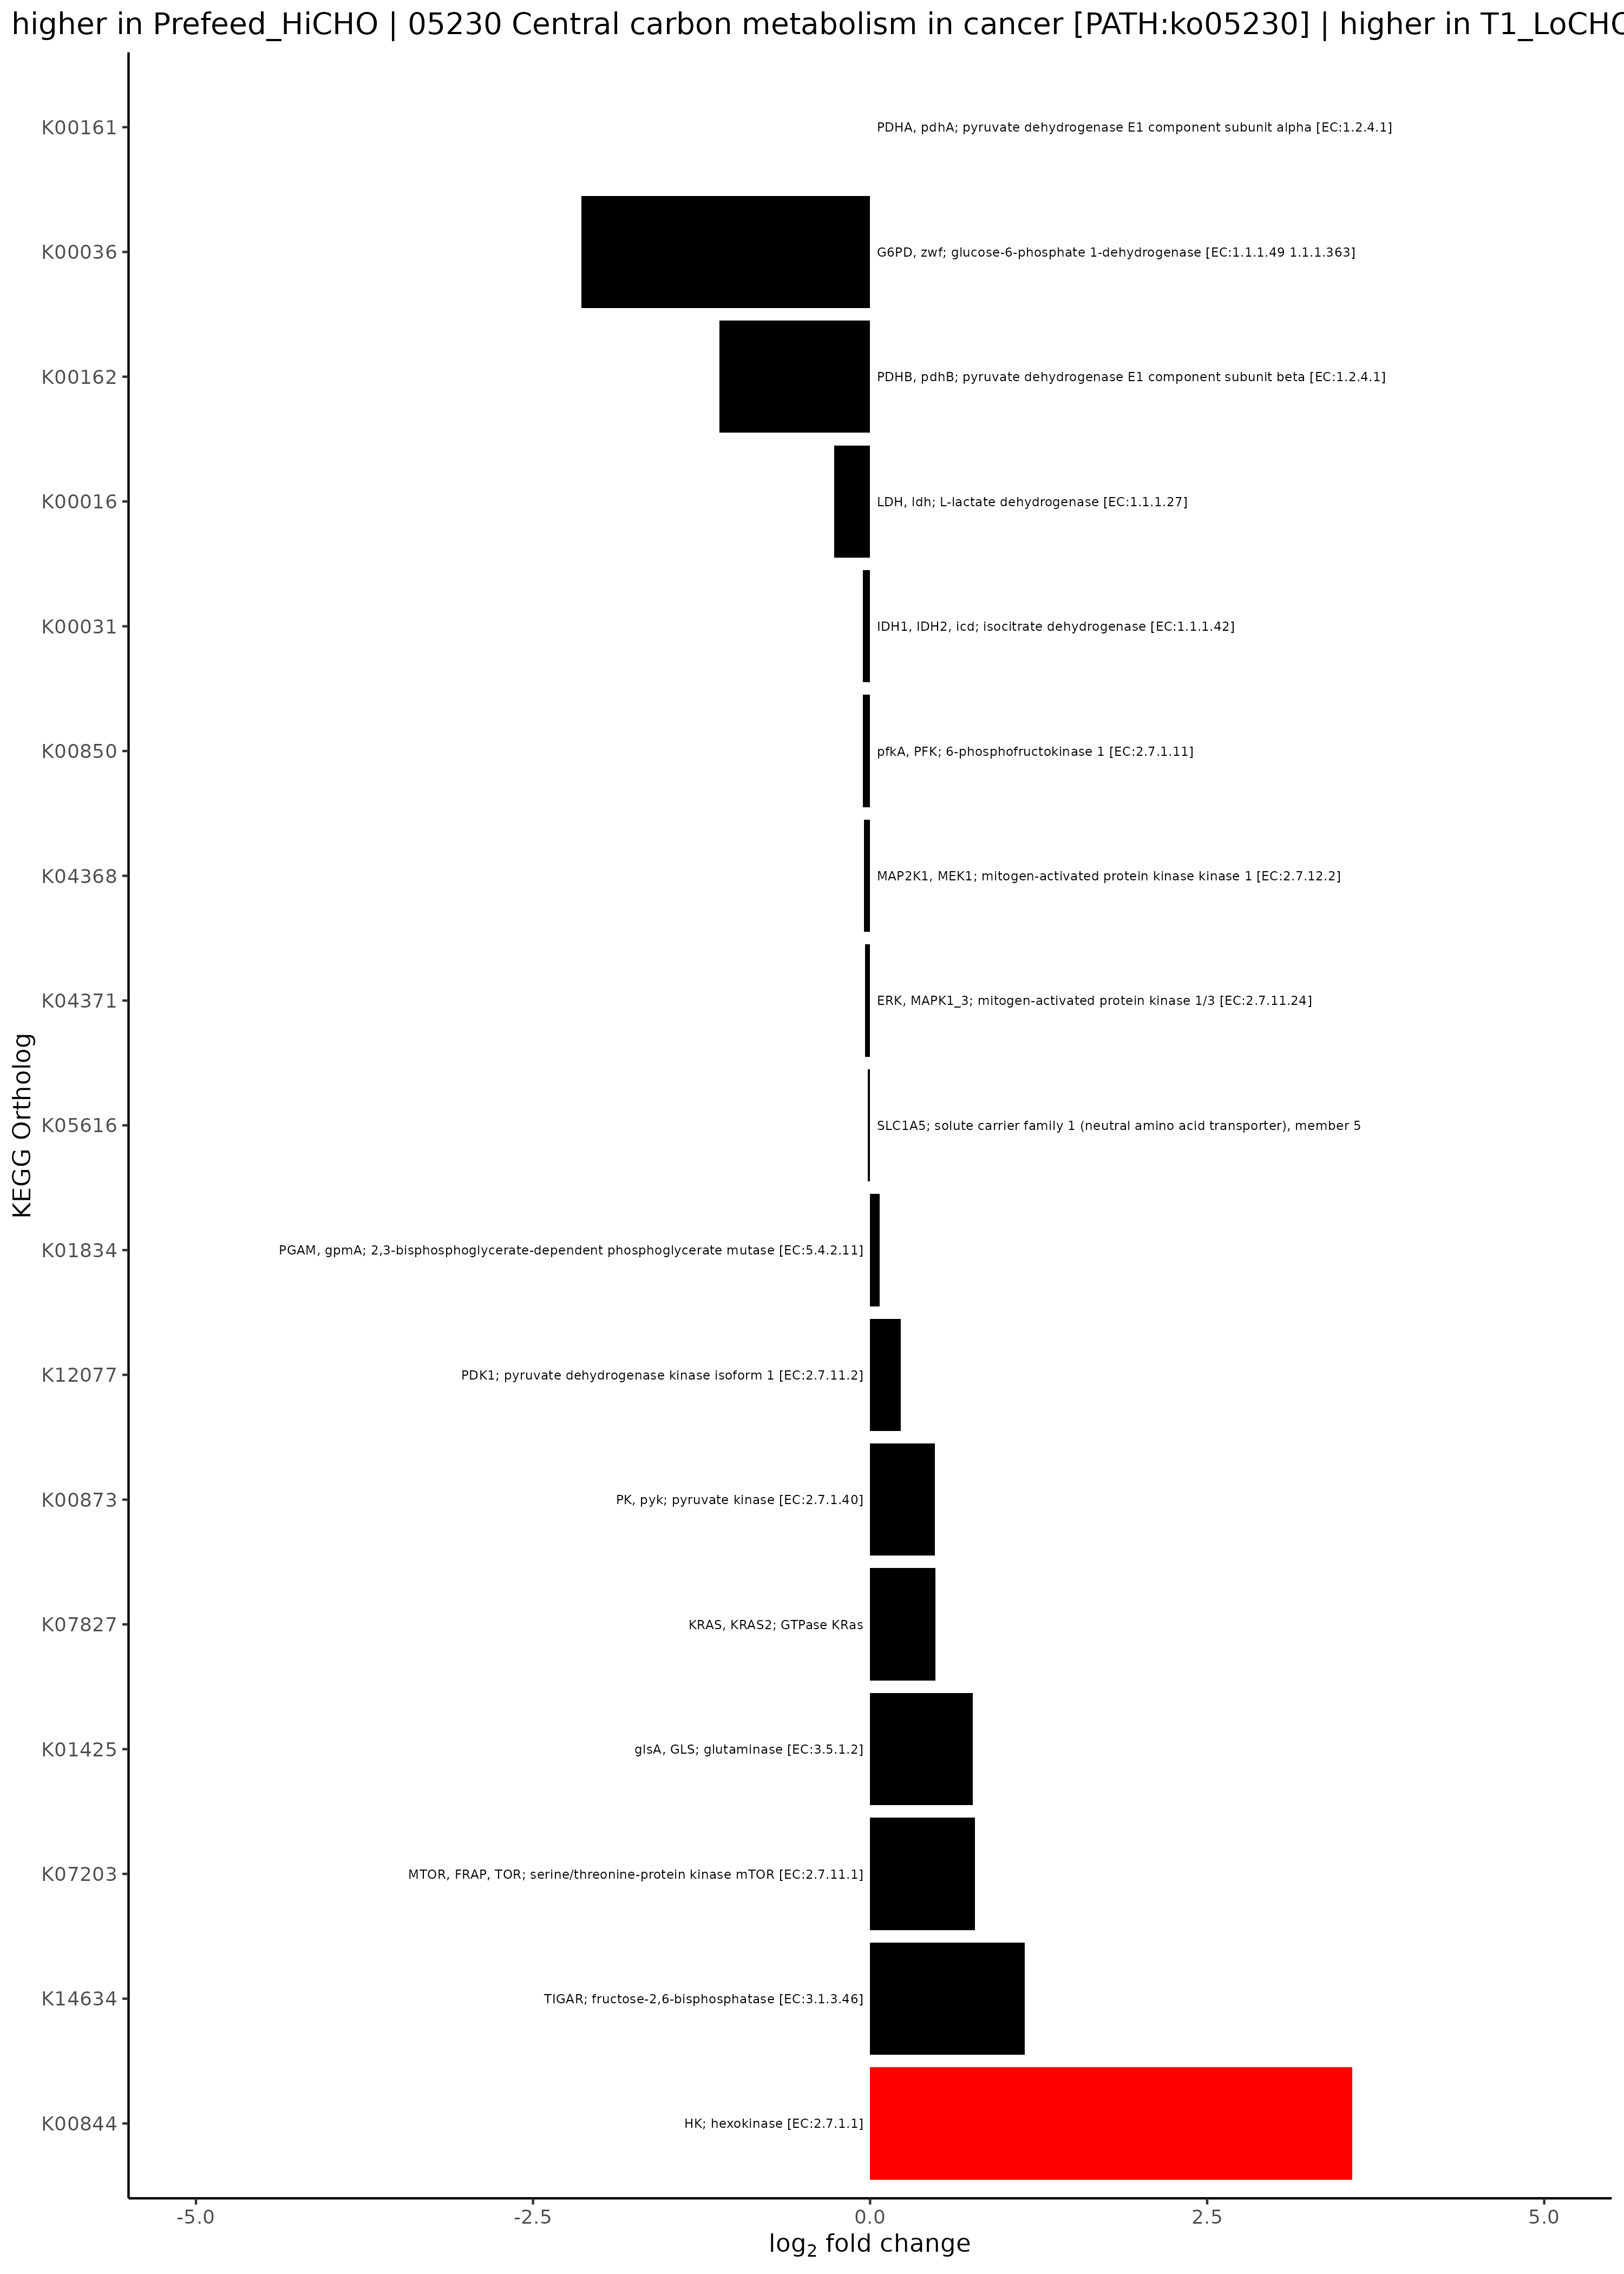 higher in Prefeed_HiCHO | 05230 Central carbon metabolism in cancer [PATH:ko05230] | higher in T1_LoCHO
K00161 PDHA, pdhA; pyruvate dehydrogenase E1 component subunit alpha [EC:1.2.4.1]
K00036 G6PD, zwf; glucose-6-phosphate 1-dehydrogenase [EC:1.1.1.49 1.1.1.363]
K00162 PDHB, pdhB; pyruvate dehydrogenase E1 component subunit beta [EC:1.2.4.1]
K00016 LDH, ldh; L-lactate dehydrogenase [EC:1.1.1.27]
K00031 IDH1, IDH2, icd; isocitrate dehydrogenase [EC:1.1.1.42]
K00850 pfkA, PFK; 6-phosphofructokinase 1 [EC:2.7.1.11]
K04368 MAP2K1, MEK1; mitogen-activated protein kinase kinase 1 [EC:2.7.12.2]
K04371 ERK, MAPK1_3; mitogen-activated protein kinase 1/3 [EC:2.7.11.24]
K05616 SLC1A5; solute carrier family 1 (neutral amino acid transporter), member 5
K01834 PGAM, gpmA; 2,3-bisphosphoglycerate-dependent phosphoglycerate mutase [EC:5.4.2.11]
K12077 PDK1; pyruvate dehydrogenase kinase isoform 1 [EC:2.7.11.2]
K00873 PK, pyk; pyruvate kinase [EC:2.7.1.40]
K07827 KRAS, KRAS2; GTPase KRas
K01425 glsA, GLS; glutaminase [EC:3.5.1.2]
K07203 MTOR, FRAP, TOR; serine/threonine-protein kinase mTOR [EC:2.7.11.1]
K14634 TIGAR; fructose-2,6-bisphosphatase [EC:3.1.3.46]
K00844 HK; hexokinase [EC:2.7.1.1]
KEGG Ortholog
-5.0 -2.5 0.0 2.5 5.0
log2 fold change